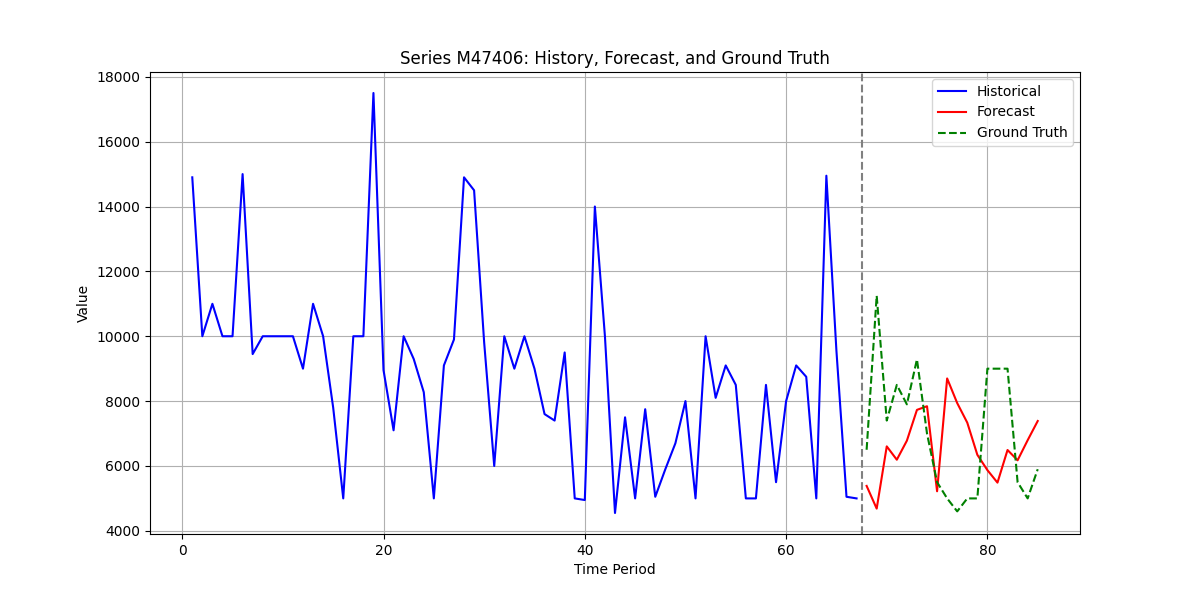 Series M47406: History, Forecast, and Ground Truth
18000
16000
14000
12000
10000
8000
6000
4000
Value
0
20
40
60
80
Time Period
Historical
Forecast
Ground Truth